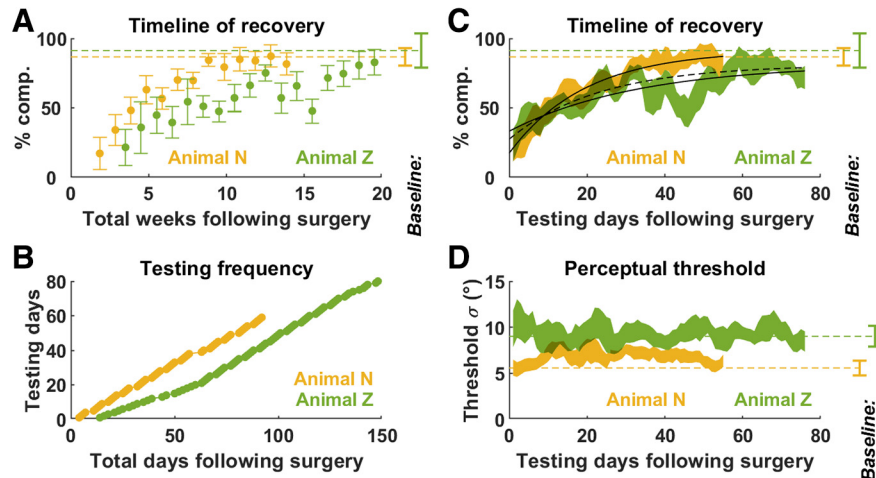 A
Timeline of recovery
% comp.
100
50
0
0
5
10
15
20
Animal N
Animal Z
Total weeks following surgery
Baseline:
C
Timeline of recovery
% comp.
100
50
0
0
20
40
60
80
Animal N
Animal Z
Testing days following surgery
Baseline:
B
Testing frequency
Testing days
80
60
40
20
0
0
50
100
150
Animal N
Animal Z
Total days following surgery
D
Perceptual threshold
Threshold σ (°)
15
10
5
0
0
20
40
60
80
Animal N
Animal Z
Testing days following surgery
Baseline: